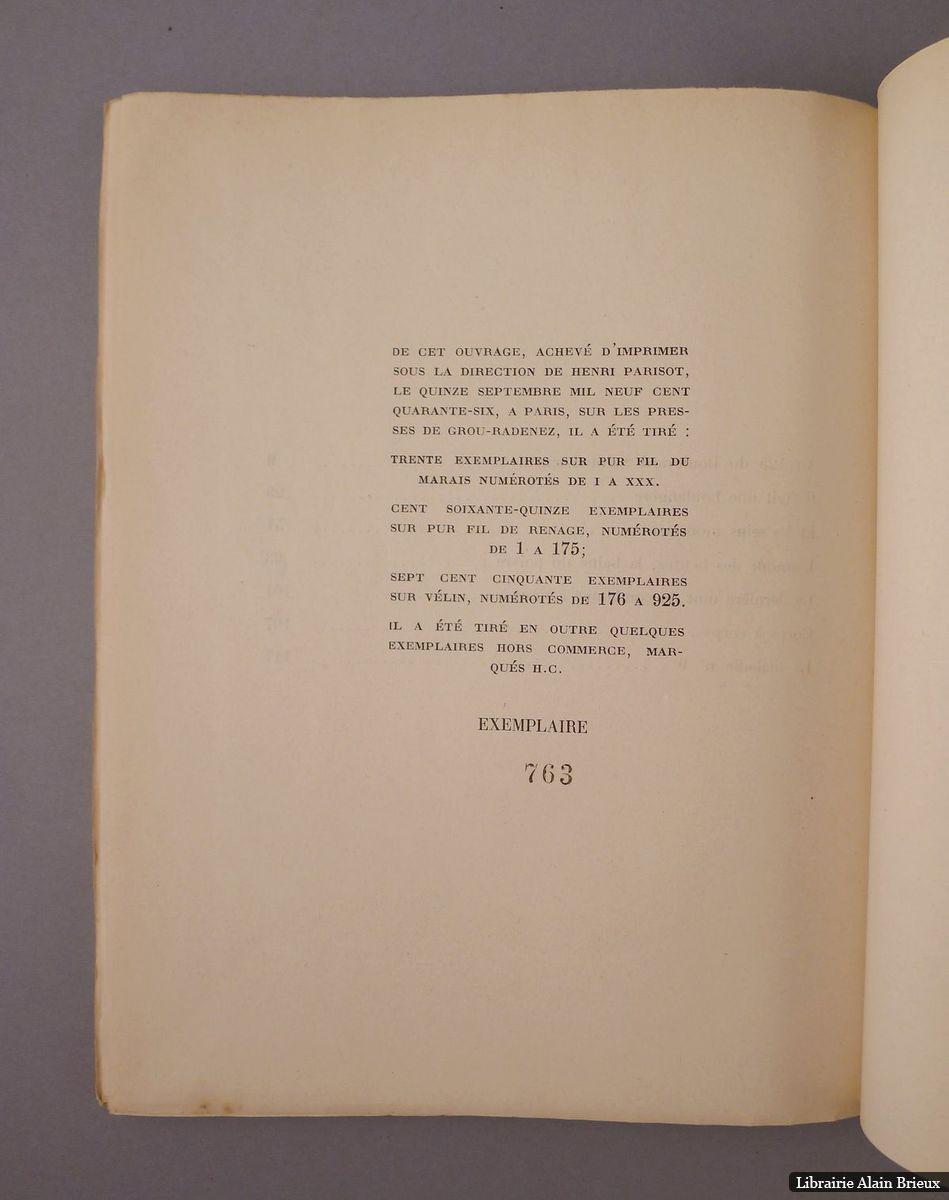 DE CET OUVRAGE, ACHEVÉ D'IMPRIMER
SOUS LA DIRECTION DE HENRI PARISOT,
LE QUINZE SEPTEMBRE MIL NEUF CENT
QUARANTE-SIX, A PARIS, SUR LES PRES-
SES DE GROU-RADENEZ, IL A ÉTÉ TIRÉ :
TRENTE EXEMPLAIRES SUR PUR FIL DU
MARAIS NUMÉROTÉS DE I A XXX.
CENT SOIXANTE-QUINZE EXEMPLAIRES
SUR PUR FIL DE RENAGE, NUMÉROTÉS
DE 1 A 175;
SEPT CENT CINQUANTE EXEMPLAIRES
SUR VÉLIN, NUMÉROTÉS DE 176 A 925.
IL A ÉTÉ TIRÉ EN OUTRE QUELQUES
EXEMPLAIRES HORS COMMERCE, MAR-
QUÉS H.C.
EXEMPLAIRE
763
Librairie Alain Brieux